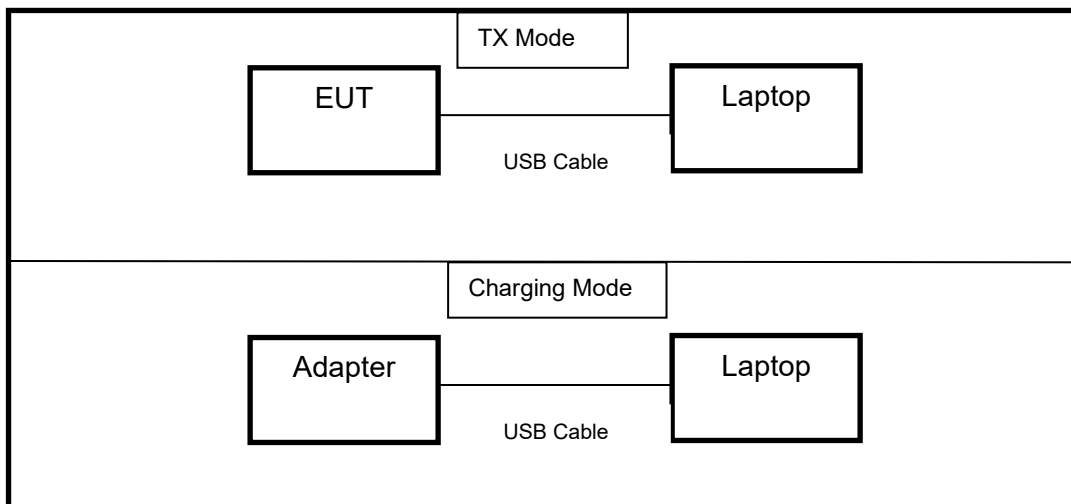 TX Mode
EUT
Laptop
USB Cable
Charging Mode
Adapter
Laptop
USB Cable